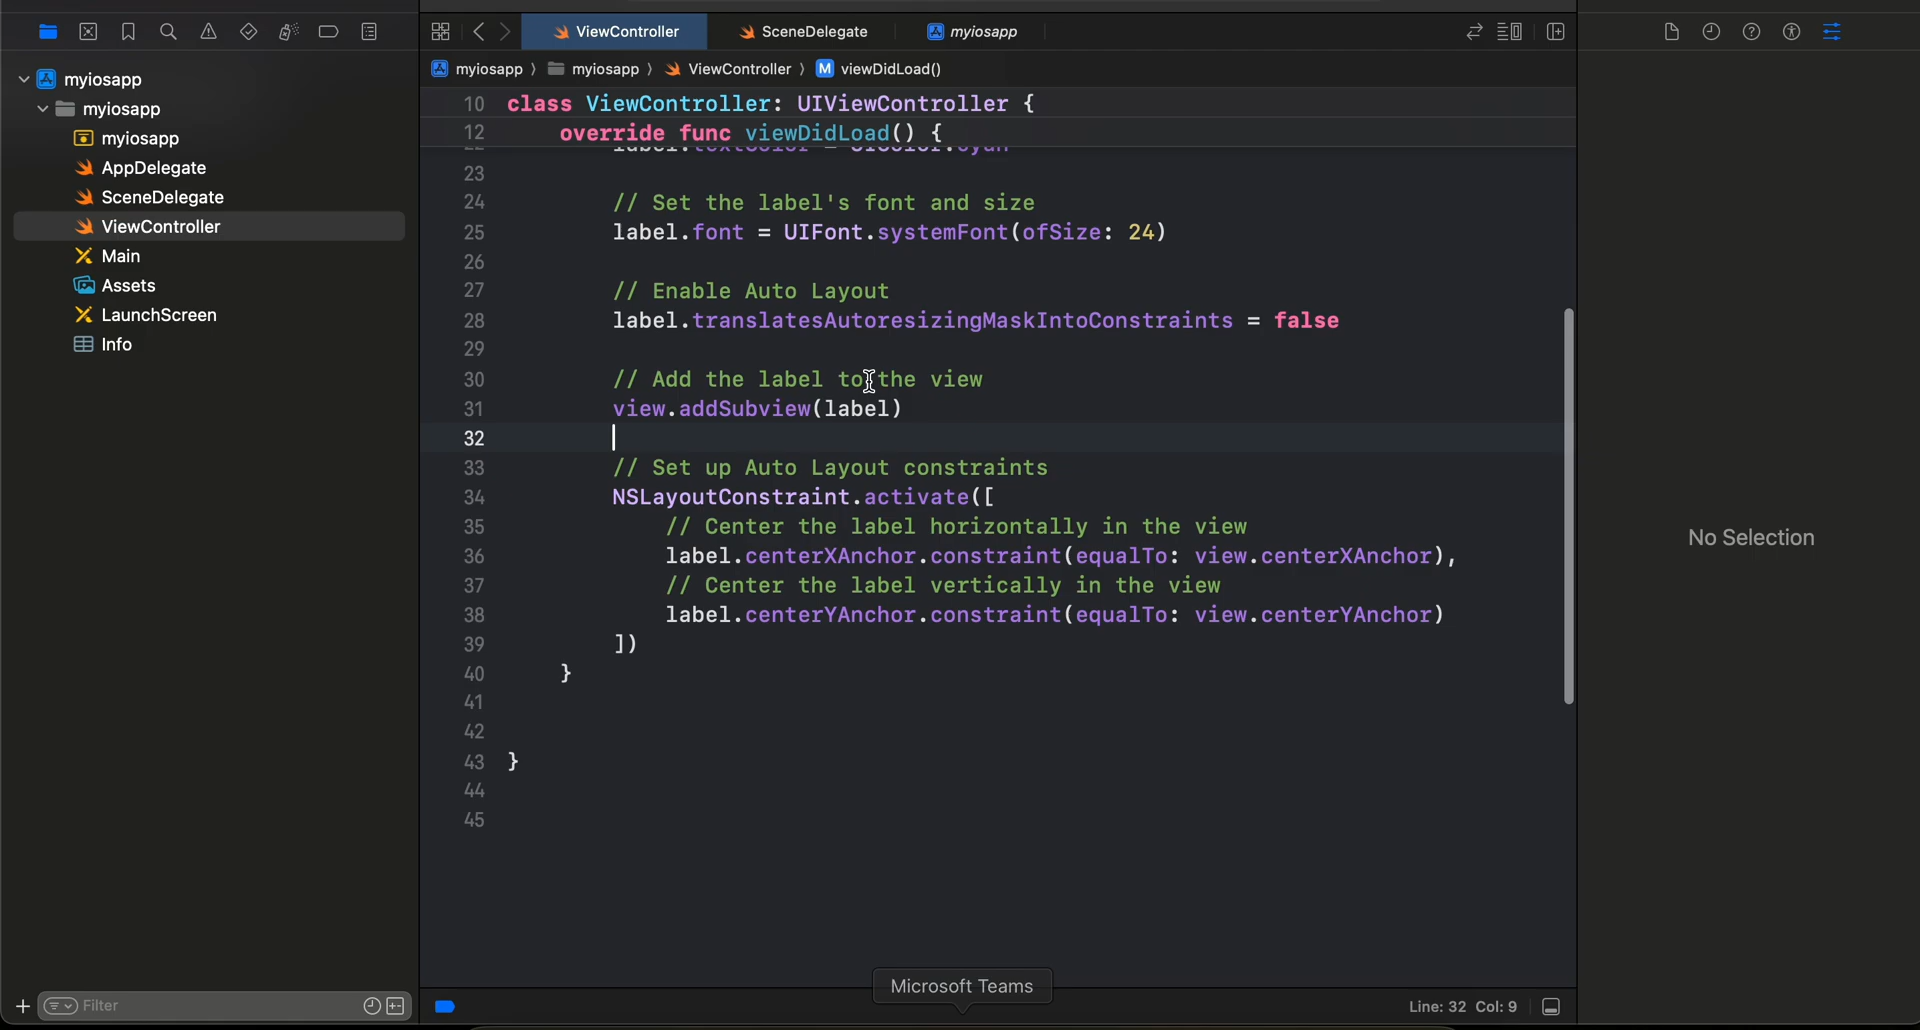 ViewController
SceneDelegate
myiosapp
myiosapp
myiosapp
myiosapp
AppDelegate
SceneDelegate
ViewController
Main
Assets
LaunchScreen
Info
Filter
myiosapp 〉 myiosapp 〉 ViewController 〉 M viewDidLoad()
10 class ViewController: UIViewController {
12 override func viewDidLoad() {
23
24 // Set the label's font and size
25 label.font = UIFont.systemFont(ofSize: 24)
26
27 // Enable Auto Layout
28 label.translatesAutoresizingMaskIntoConstraints = false
29
30 // Add the label to the view
31 view.addSubview(label)
32
33 // Set up Auto Layout constraints
34 NSLayoutConstraint.activate([
35 // Center the label horizontally in the view
36 label.centerXAnchor.constraint(equalTo: view.centerXAnchor),
37 // Center the label vertically in the view
38 label.centerYAnchor.constraint(equalTo: view.centerYAnchor)
39 ])
40 }
41
42
43 }
44
45
Microsoft Teams
Line: 32 Col: 9
No Selection